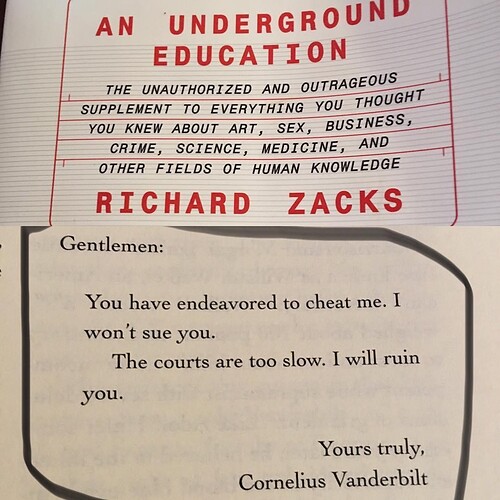 AN UNDERGROUND
EDUCATION
THE UNAUTHORIZED AND OUTRAGEOUS
SUPPLEMENT TO EVERYTHING YOU THOUGHT
YOU KNEW ABOUT ART, SEX, BUSINESS,
CRIME, SCIENCE, MEDICINE, AND
OTHER FIELDS OF HUMAN KNOWLEDGE
RICHARD ZACKS
Gentlemen:
You have endeavored to cheat me. I
won't sue you.
The courts are too slow. I will ruin
you.
Yours truly,
Cornelius Vanderbilt